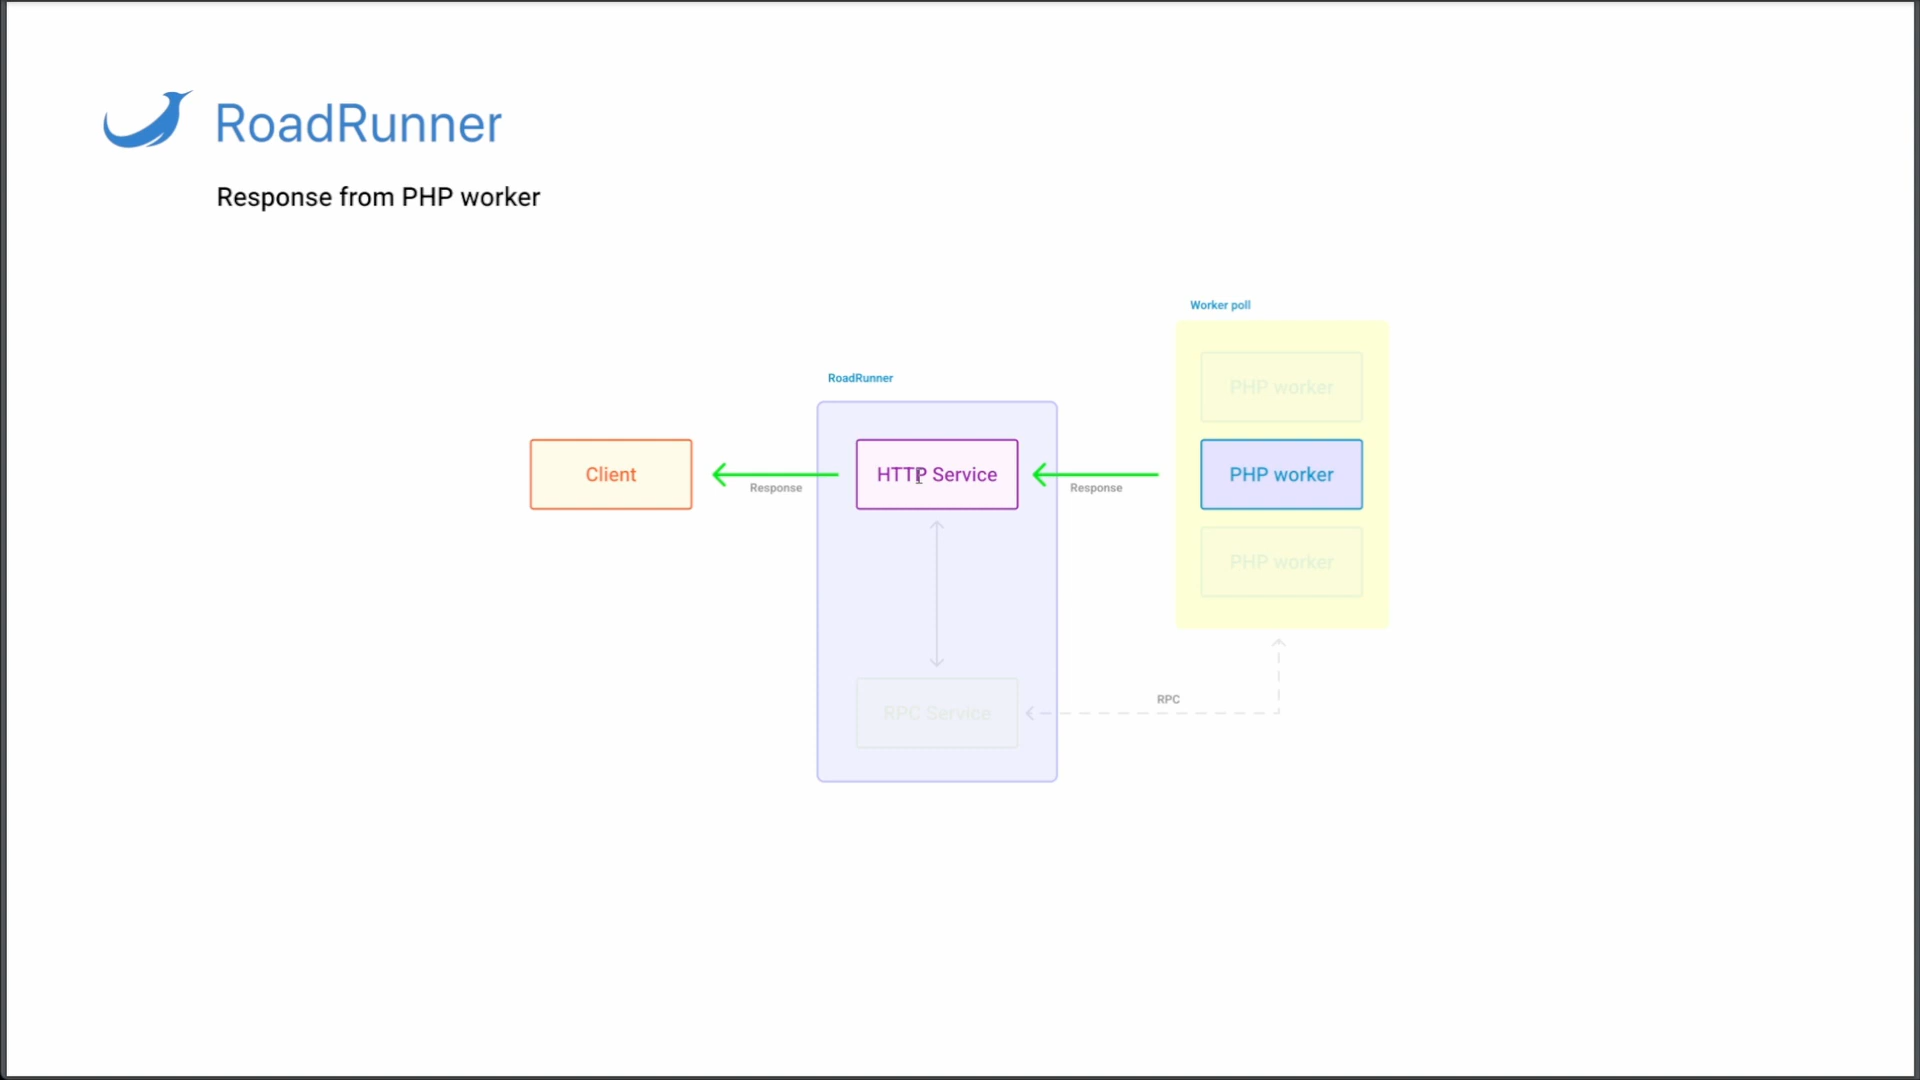 RoadRunner
Response from PHP worker
Worker poll
PHP worker
RoadRunner
Client
Response
HTTP Service
Response
PHP worker
PHP worker
RPC
RPC Service